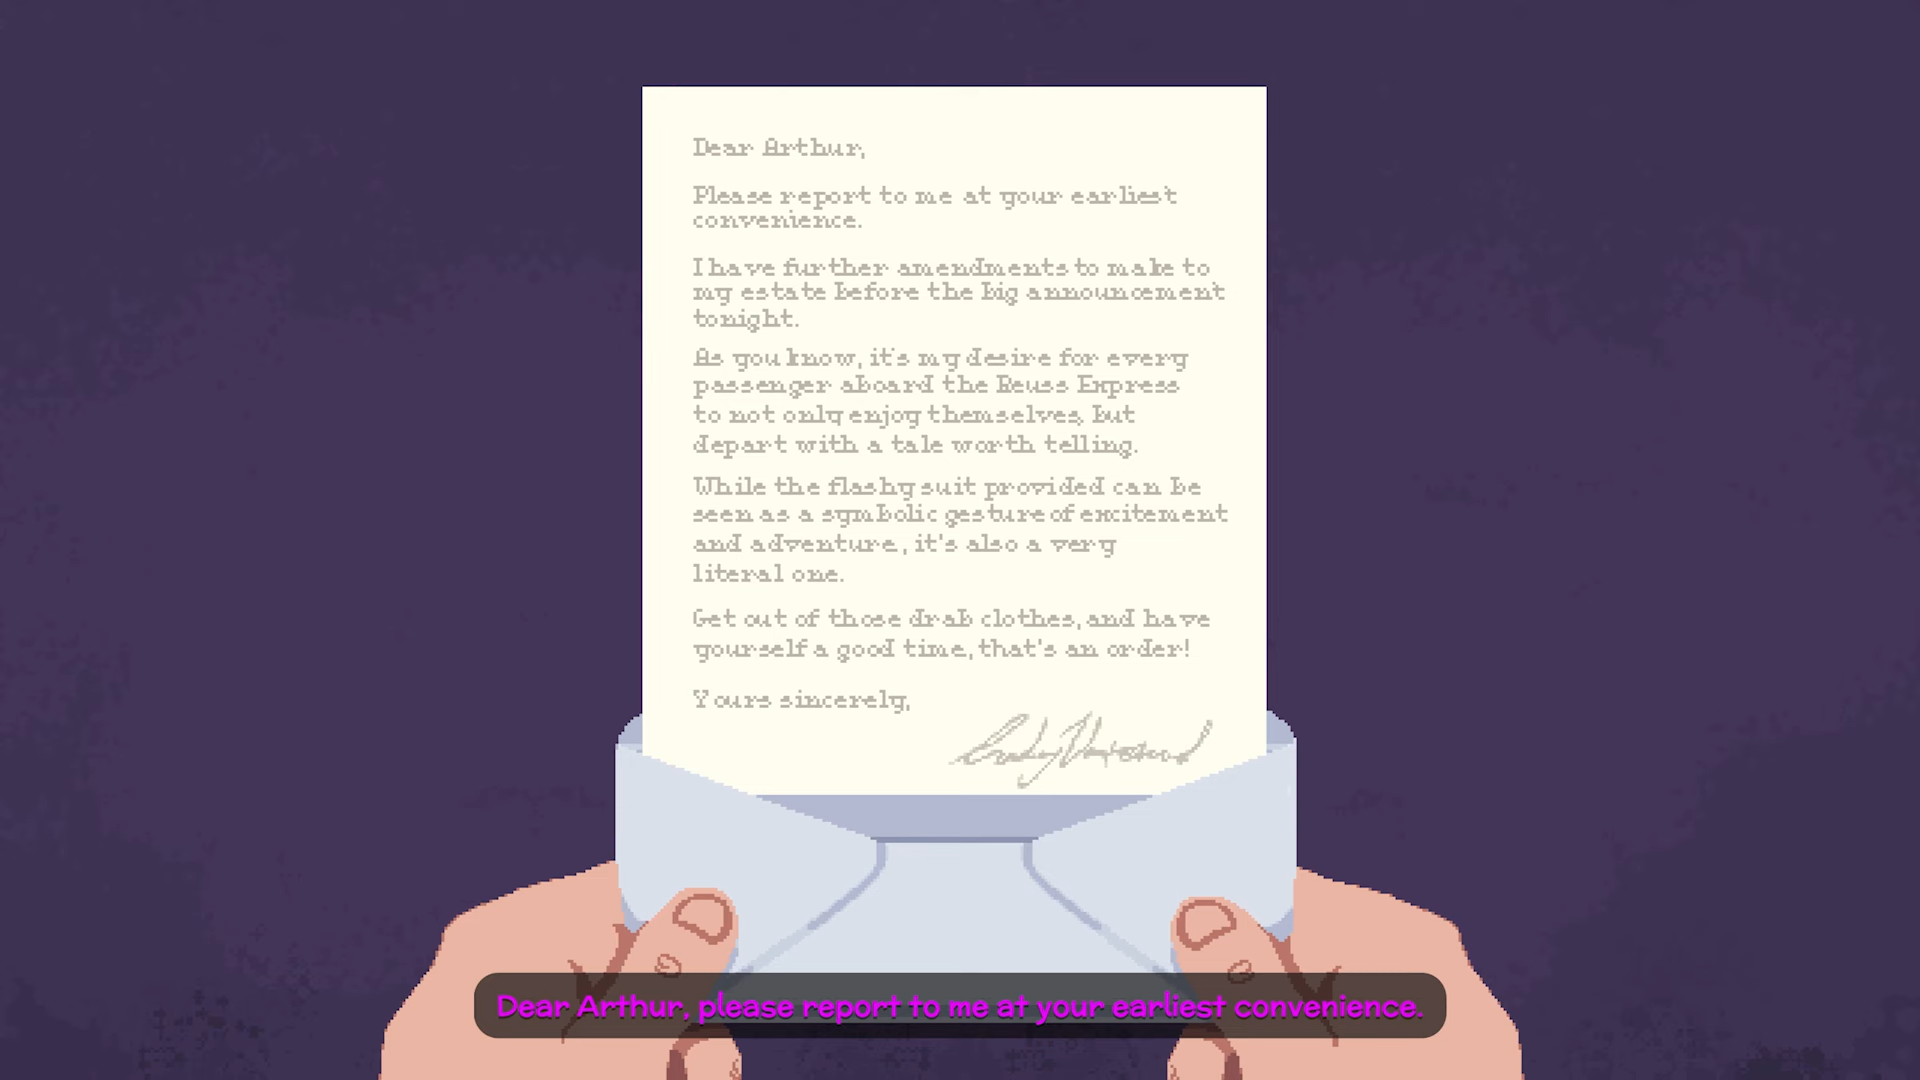 Dear Arthur,
Please report to me at your earliest
convenience.
I have further amendments to make to
my estate before the big announcement
tonight.
As you know, it's my desire for every
passenger aboard the Reuss Express
to not only enjoy themselves, but
depart with a tale worth telling.
While the flashy suit provided can be
seen as a symbolic gesture of excitement
and adventure, it's also a very
literal one.
Get out of those drab clothes, and have
yourself a good time, that's an order!
Yours sincerely,
Dear Arthur, please report to me at your earliest convenience.